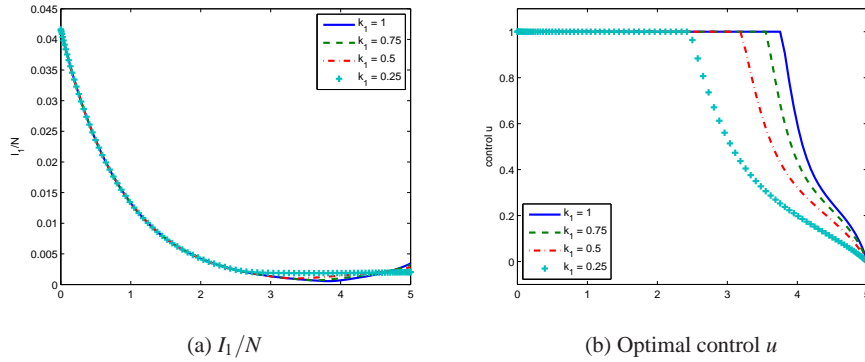 0.045
0.04
0.035
0.03
0.025
0.02
0.015
0.01
0.005
0
I₁/N
0 1 2 3 4 5
k₁ = 1
k₁ = 0.75
k₁ = 0.5
k₁ = 0.25
(a) I₁/N
1
0.8
0.6
0.4
0.2
0
control u
0 1 2 3 4 5
k₁ = 1
k₁ = 0.75
k₁ = 0.5
k₁ = 0.25
(b) Optimal control u